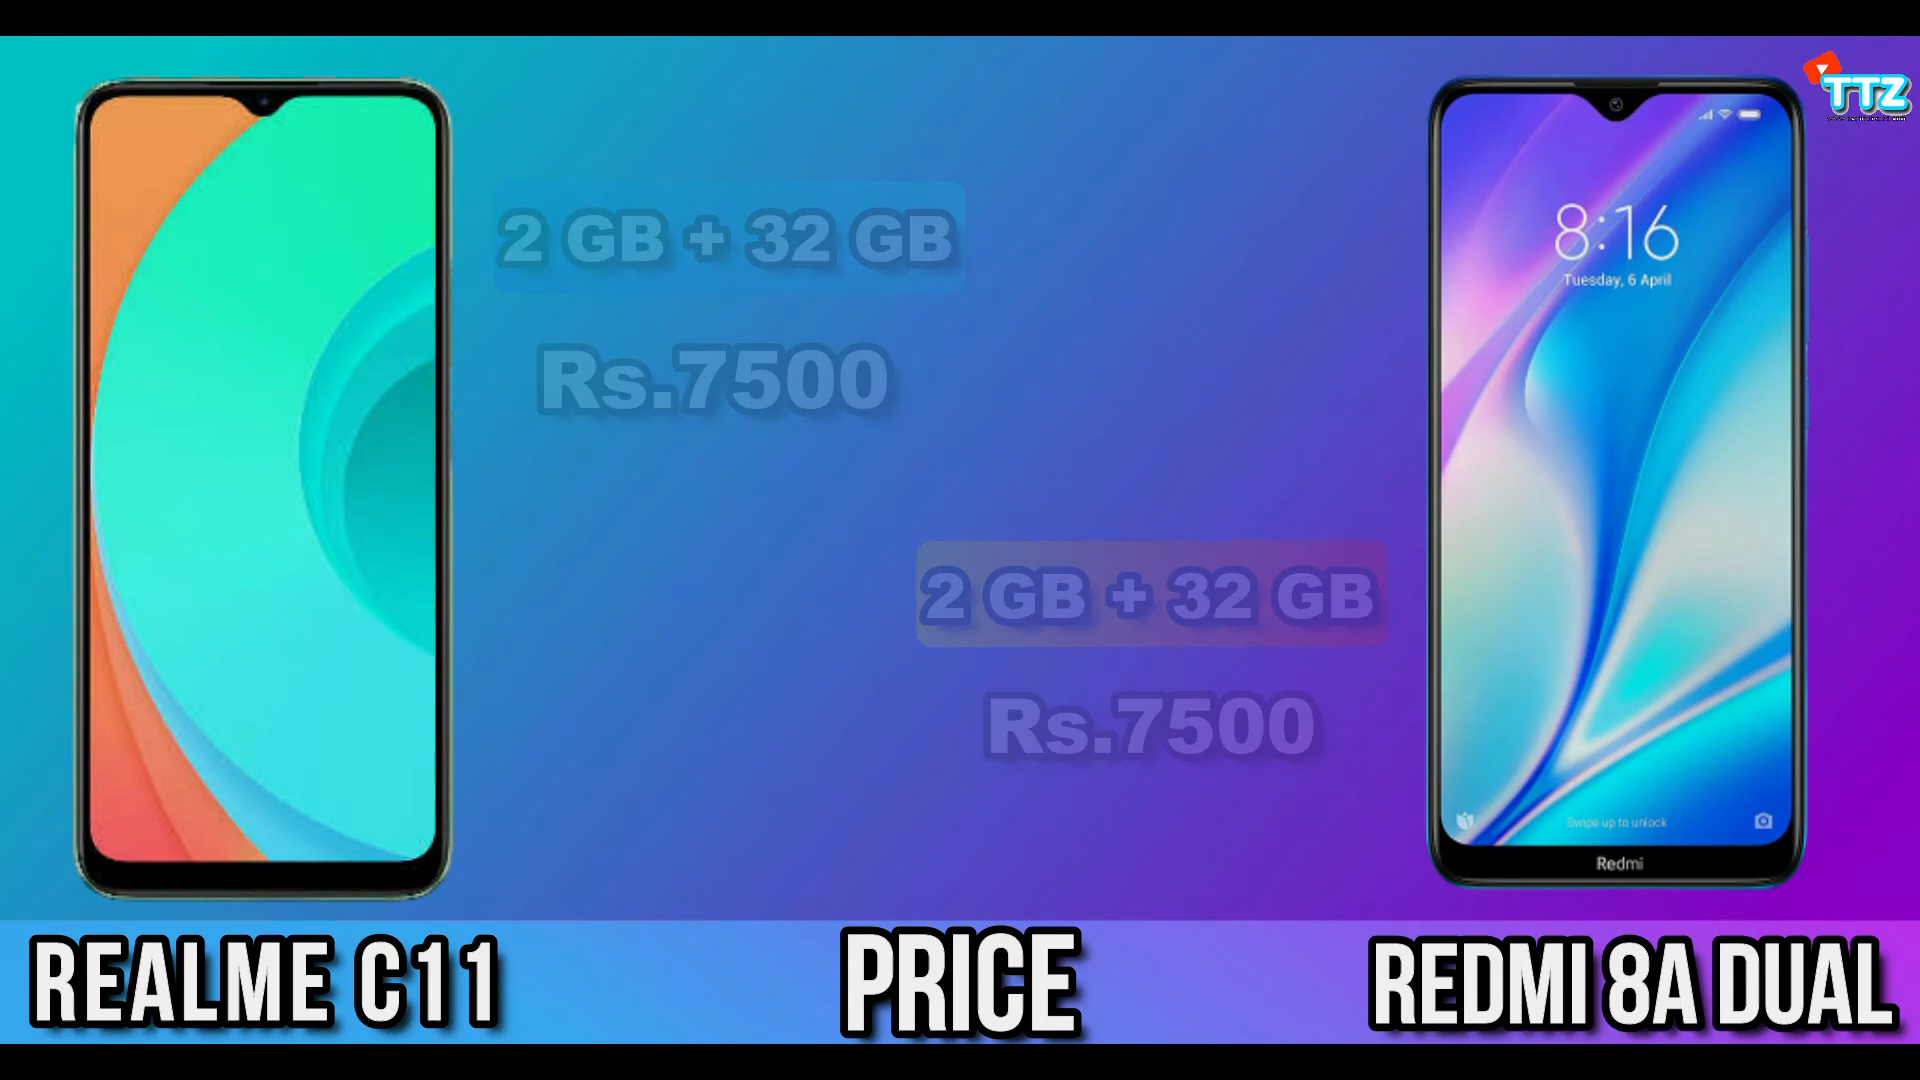 TTZ
2 GB + 32 GB
Rs.7500
8:16
Tuesday, 6 April
2 GB + 32 GB
Rs.7500
Swipe up to unlock
Redmi
REALME C11
PRICE
REDMI 8A DUAL